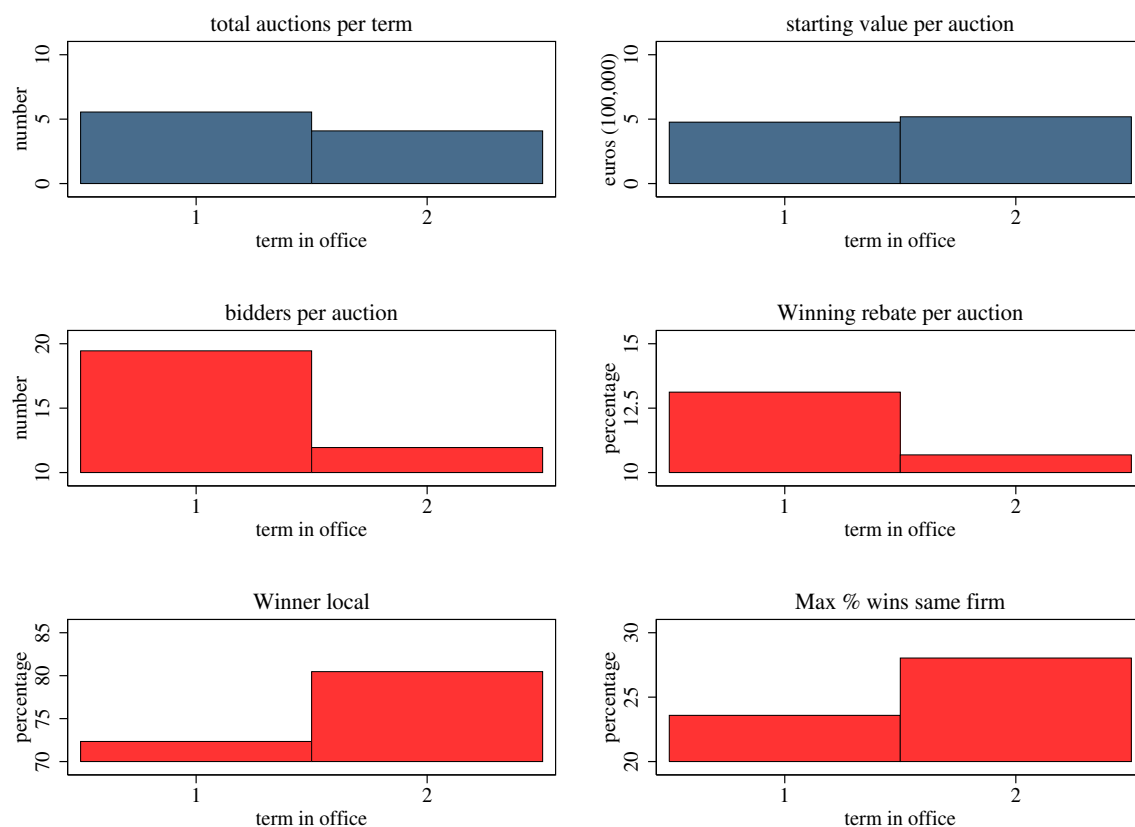 total auctions per term
number
0 5 10
1 2
term in office
starting value per auction
euros (100,000)
0 5 10
1 2
term in office
bidders per auction
number
10 15 20
1 2
term in office
Winning rebate per auction
percentage
10 12.5 15
1 2
term in office
Winner local
percentage
70 75 80 85
1 2
term in office
Max % wins same firm
percentage
20 25 30
1 2
term in office